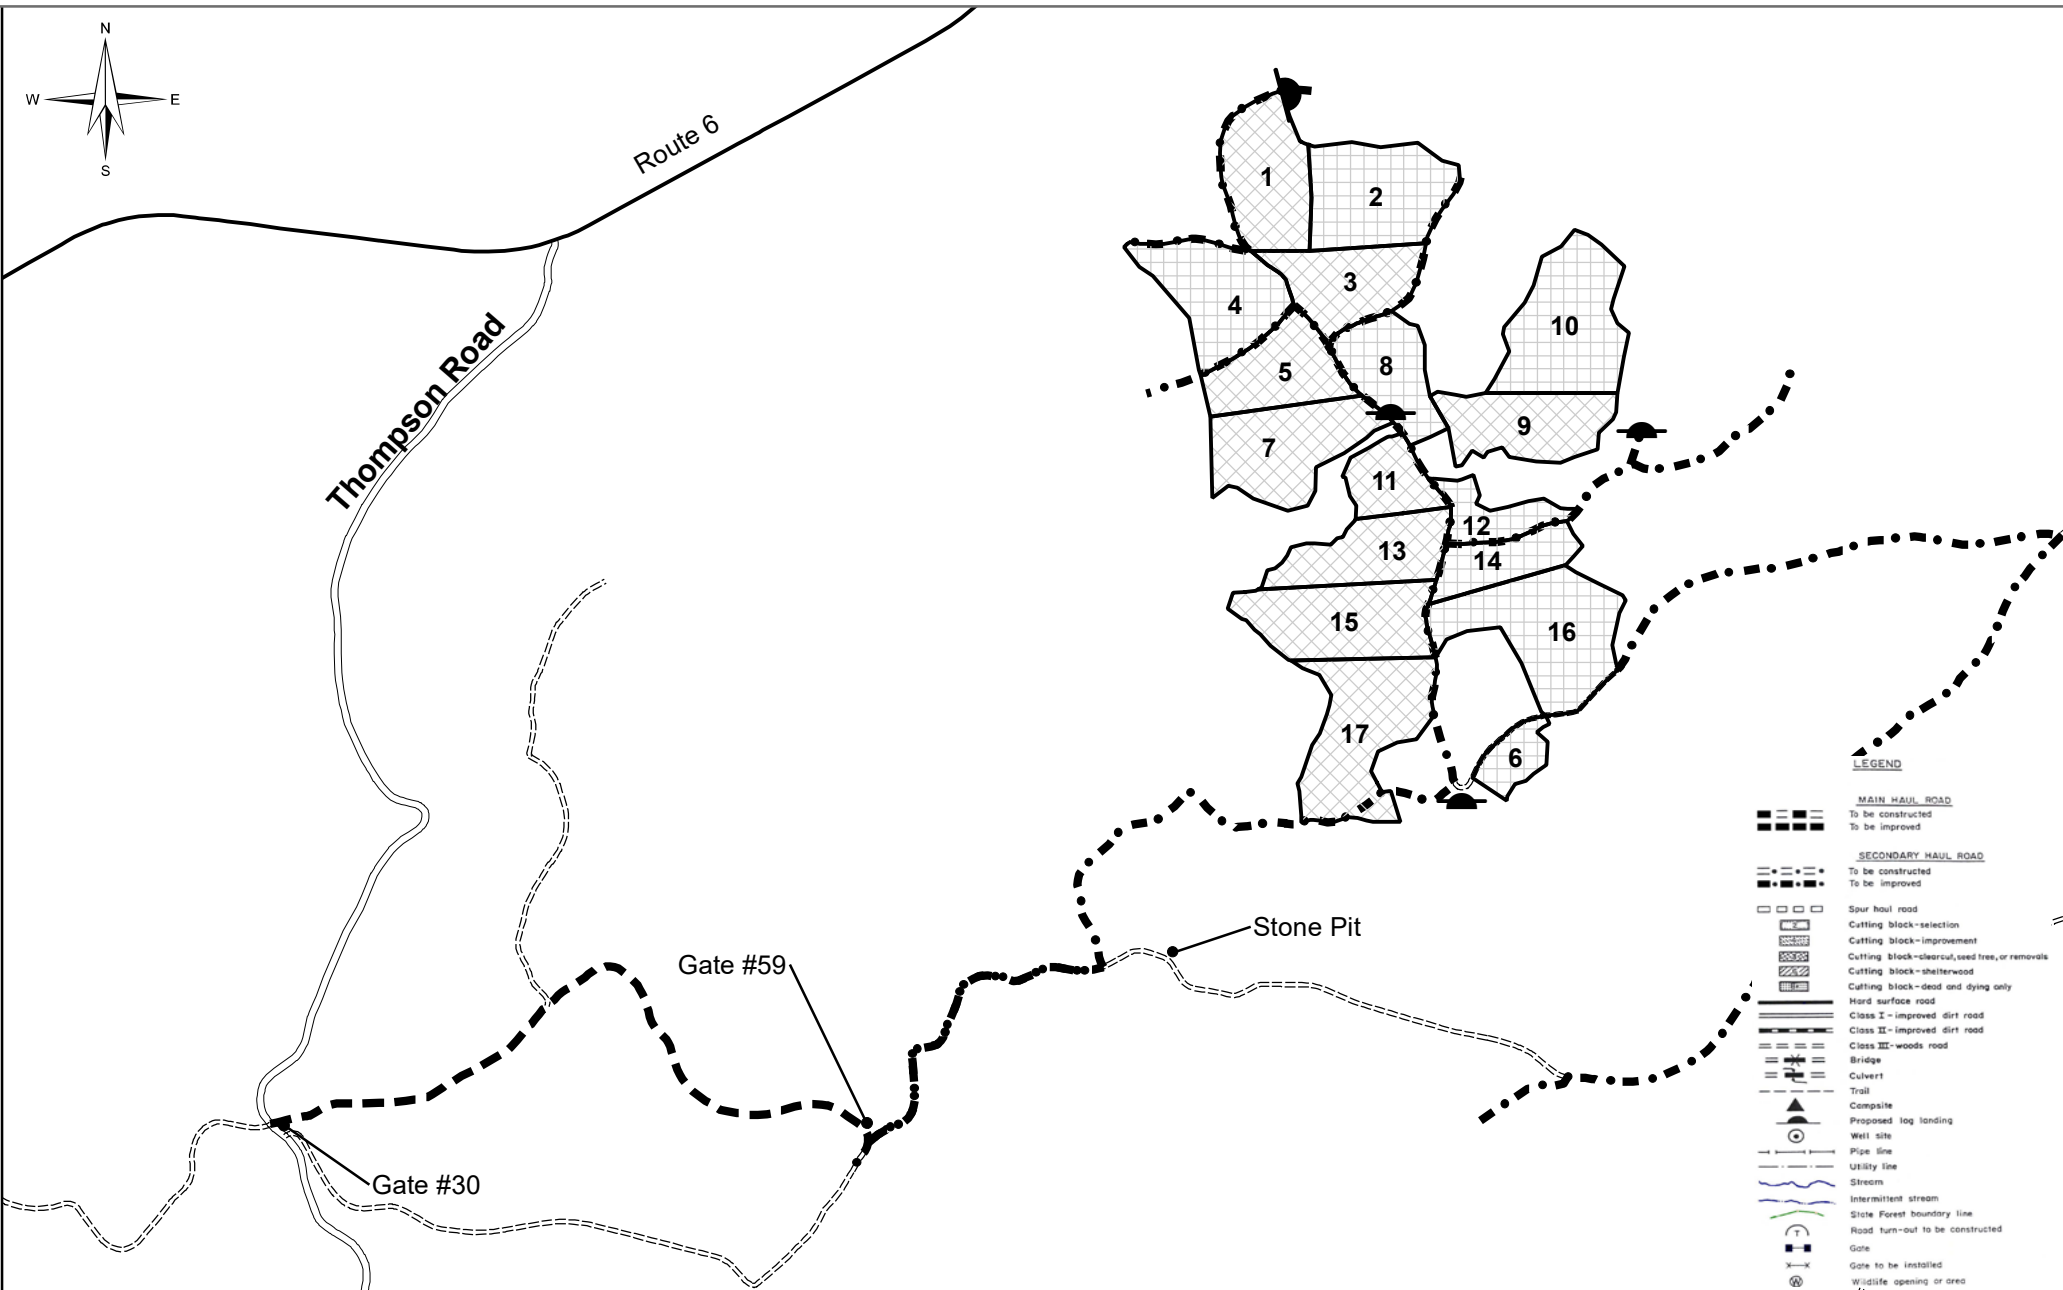 N
W
E
S
Route 6
Thompson Road
1
2
3
4
5
8
10
7
9
11
12
13
14
15
16
17
6
Stone Pit
Gate #59
Gate #30
LEGEND
MAIN HAUL ROAD
To be constructed
To be improved
SECONDARY HAUL ROAD
To be constructed
To be improved
Spur haul road
Cutting block-selection
Cutting block-improvement
Cutting block-clearcut, seed tree, or removals
Cutting block-shelterwood
Cutting block-dead and dying only
Hard surface road
Class I-improved dirt road
Class II-improved dirt road
Class III-woods road
Bridge
Culvert
Trail
Campsite
Proposed log landing
Well site
Pipe line
Utility line
Stream
Intermittent stream
State Forest boundary line
T Road turn-out to be constructed
Gate
Gate to be installed
W Wildlife opening or area